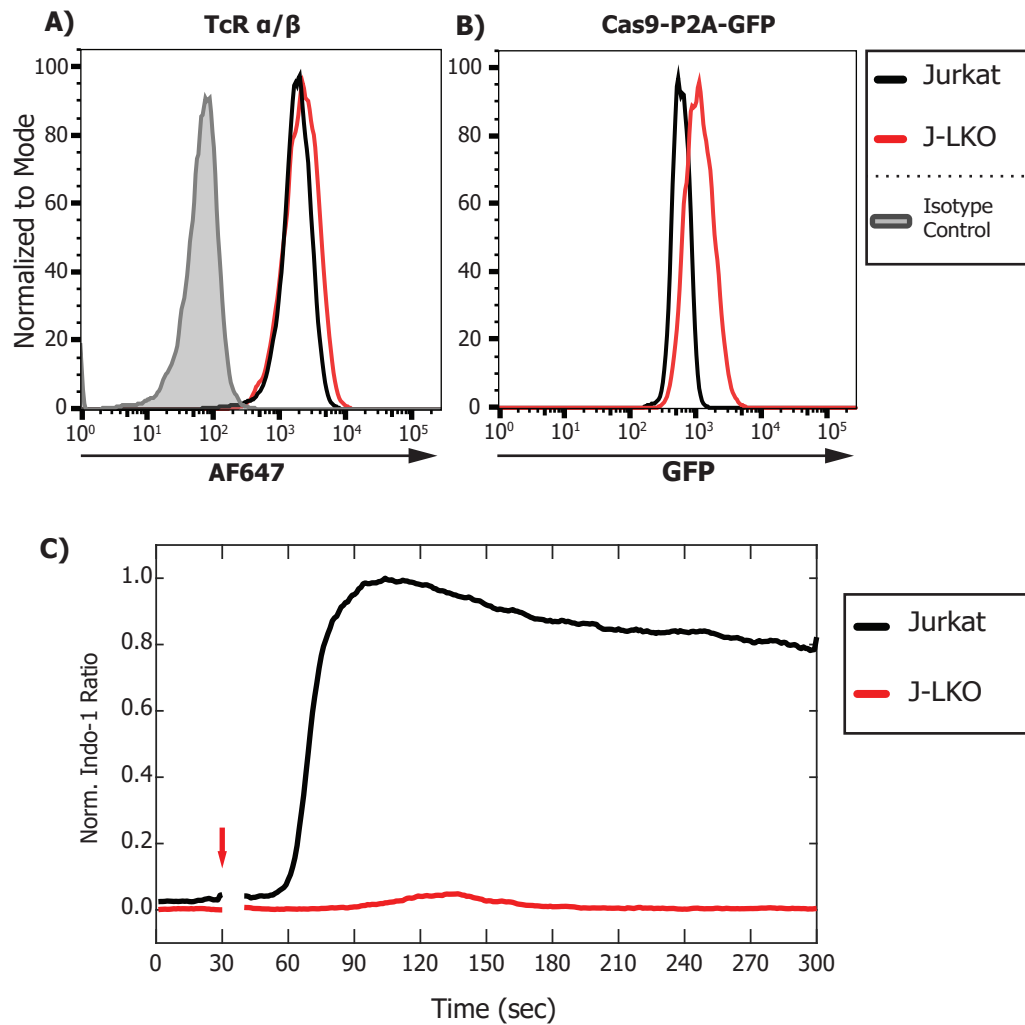 A)
TcR α/β
Normalized to Mode
100
80
60
40
20
0
10⁰ 10¹ 10² 10³ 10⁴ 10⁵
AF647
B)
Cas9-P2A-GFP
100
80
60
40
20
0
10⁰ 10² 10³ 10⁴ 10⁵
GFP
Jurkat
J-LKO
Isotype
Control
C)
Norm. Indo-1 Ratio
1.0
0.8
0.6
0.4
0.2
0.0
0 30 60 90 120 150 180 210 240 270 300
Time (sec)
Jurkat
J-LKO